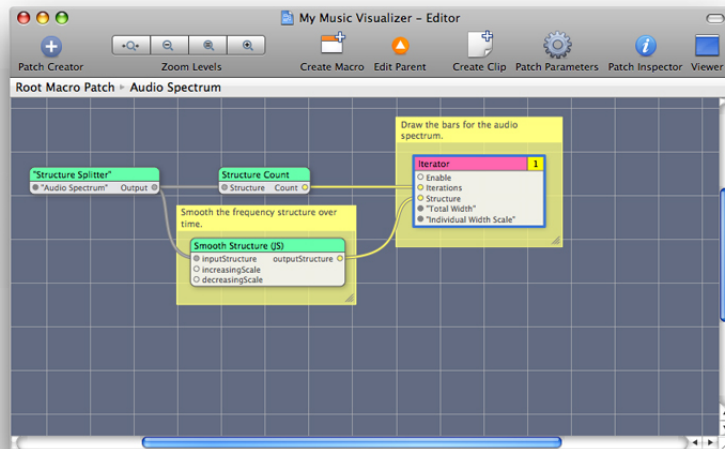 My Music Visualizer – Editor
Patch Creator
Zoom Levels
Create Macro
Edit Parent
Create Clip
Patch Parameters
Patch Inspector
Viewer
Root Macro Patch
Audio Spectrum
Draw the bars for the audio
spectrum.
"Structure Splitter"
"Audio Spectrum" Output
Structure Count
Structure Count
Iterator 1
Enable
Iterations
Structure
"Total Width"
"Individual Width Scale"
Smooth the frequency structure over
time.
Smooth Structure (JS)
inputStructure outputStructure
increasingScale
decreasingScale